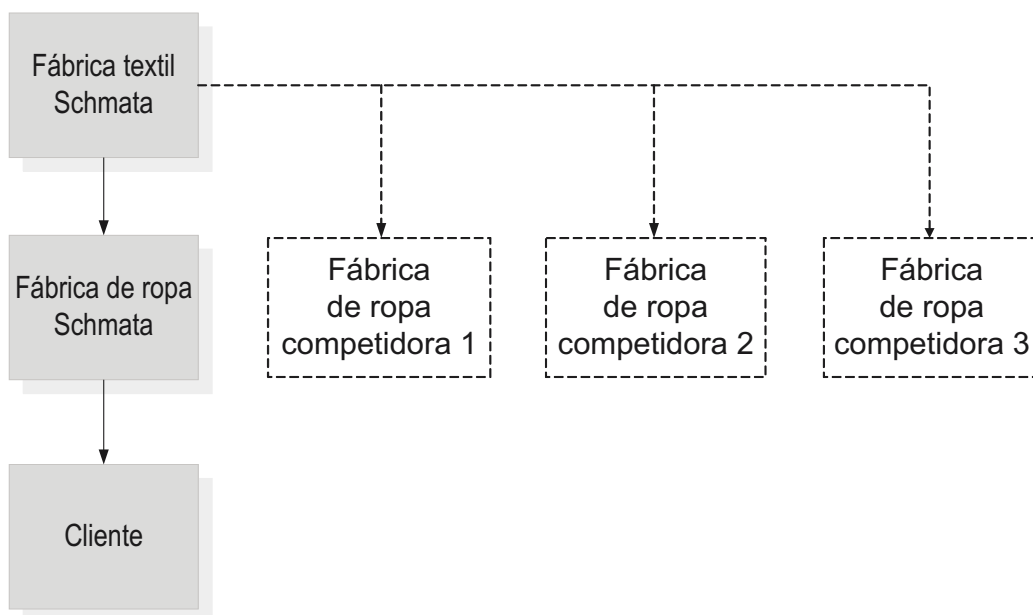 Fábrica textil
Schmata
Fábrica de ropa
Schmata
Fábrica
de ropa
competidora 1
Fábrica
de ropa
competidora 2
Fábrica
de ropa
competidora 3
Cliente